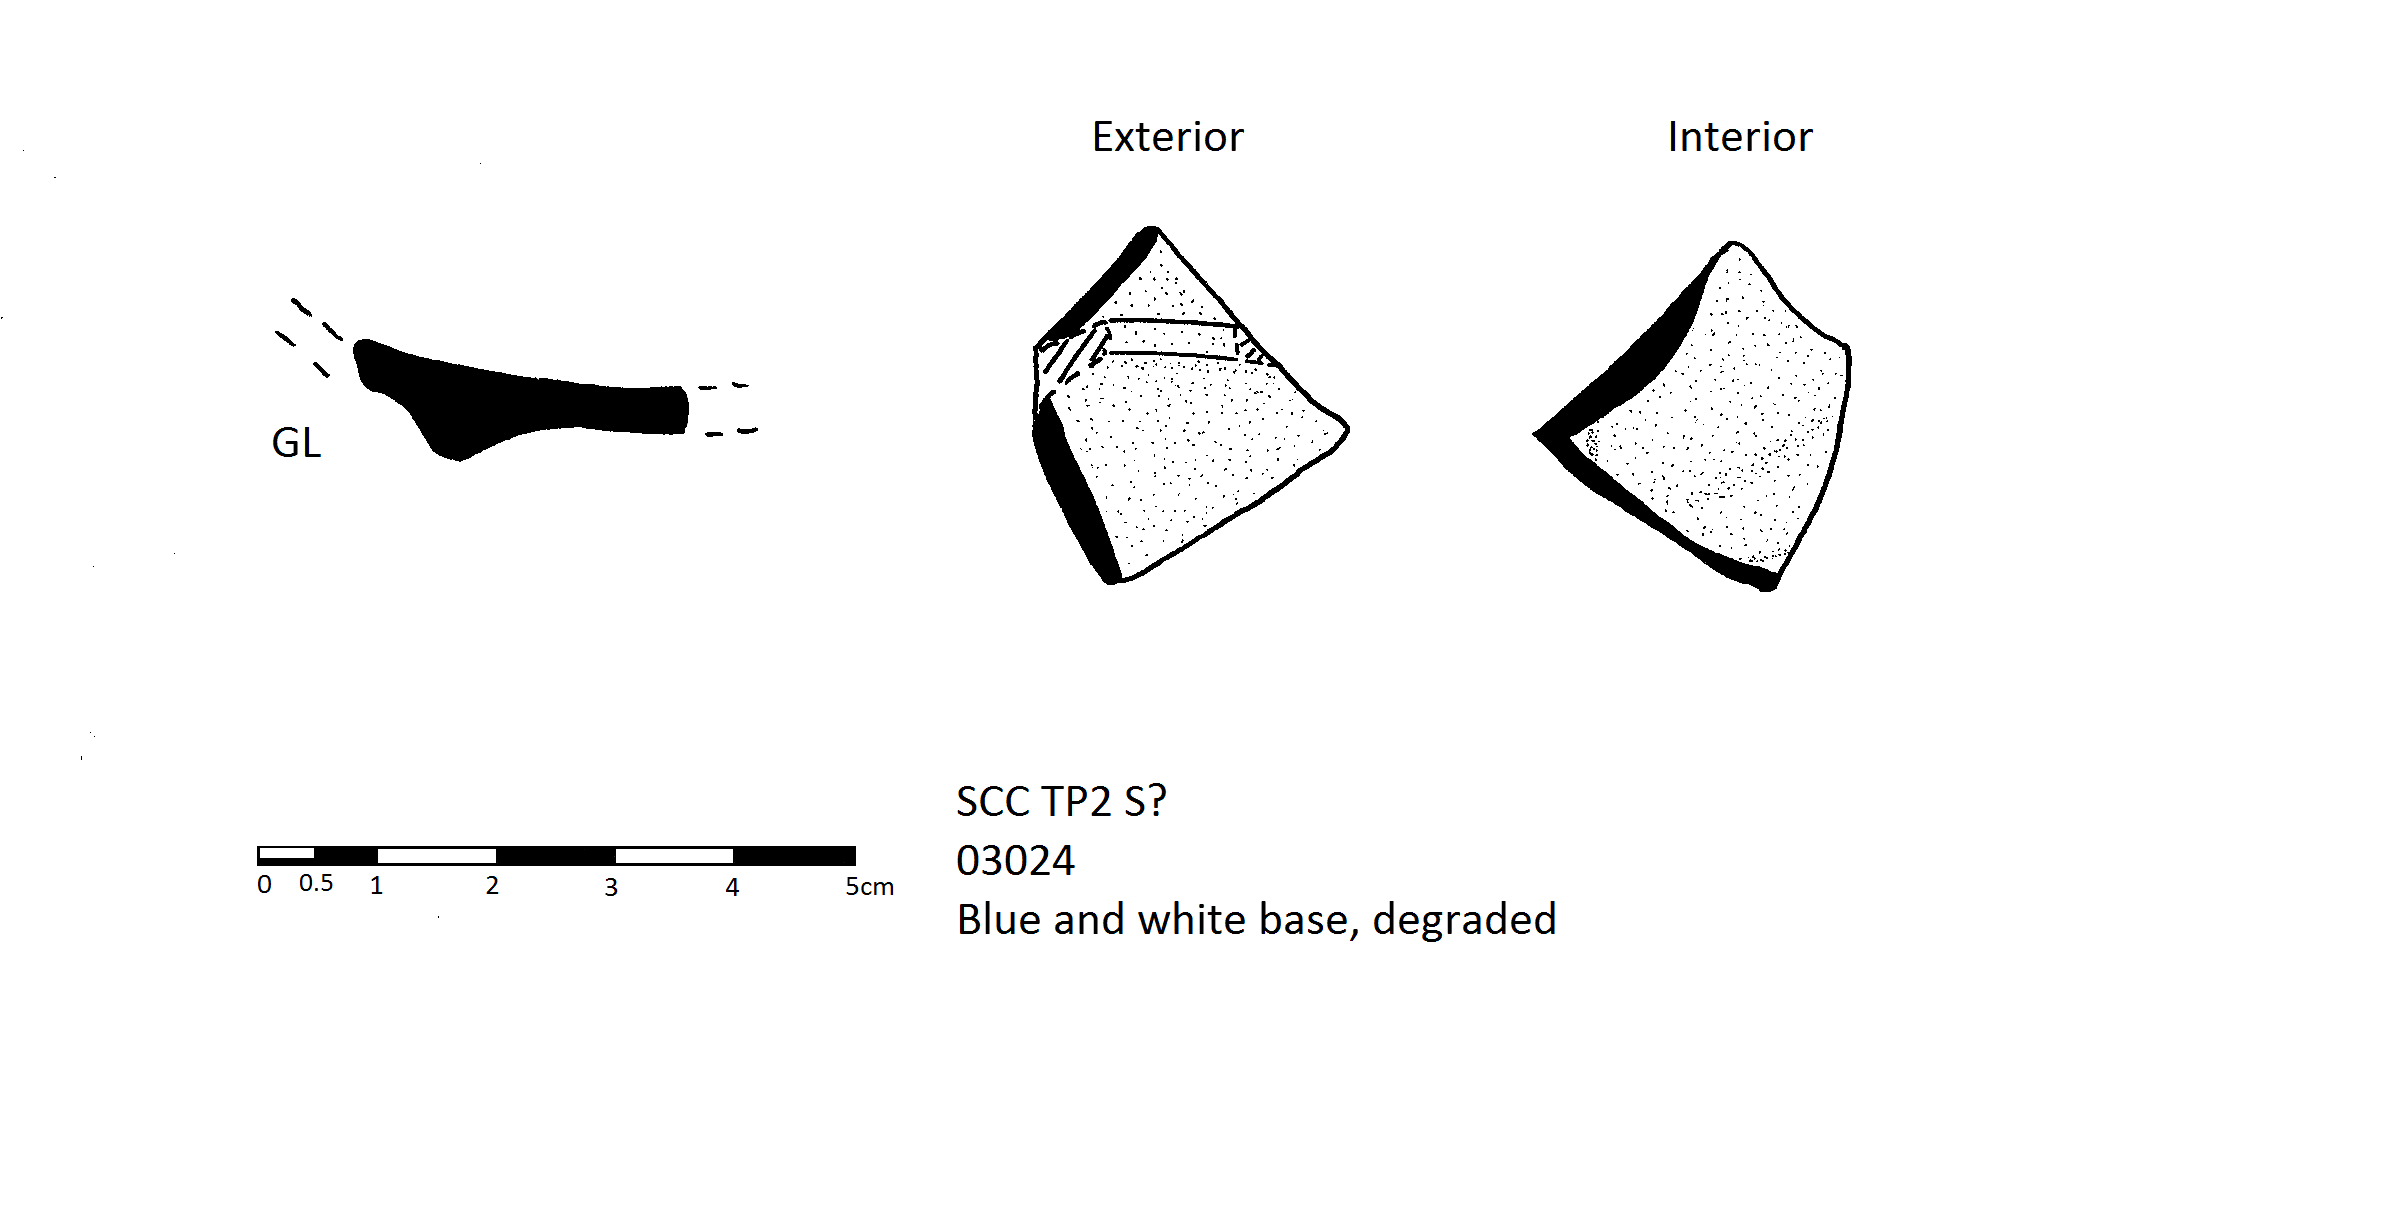 Exterior
Interior
GL
0 0.5 1 2 3 4 5cm
SCC TP2 S?
03024
Blue and white base, degraded